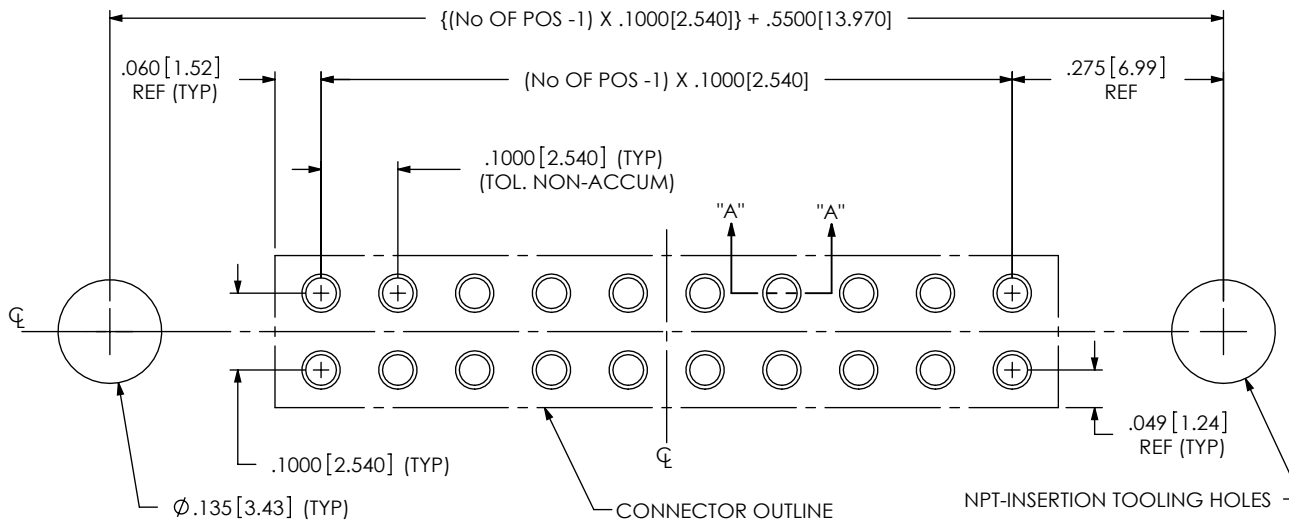 {(No OF POS -1) X .1000[2.540]} + .5500[13.970]
.060[1.52]
REF (TYP)
(No OF POS -1) X .1000[2.540]
.275[6.99]
REF
.1000[2.540] (TYP)
(TOL. NON-ACCUM)
"A" "A"
℄
.049[1.24]
REF (TYP)
.1000[2.540] (TYP)
℄
Ø.135[3.43] (TYP)
CONNECTOR OUTLINE
NPT-INSERTION TOOLING HOLES